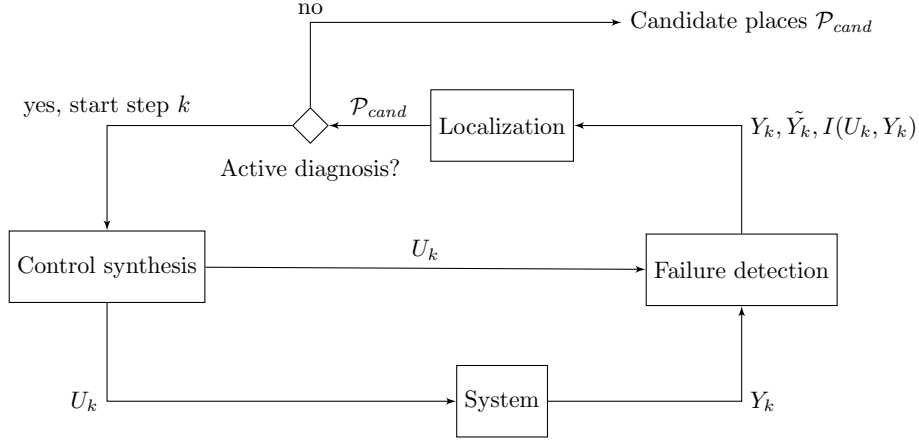 no
Candidate places 𝒫_cand
yes, start step k
𝒫_cand
Localization
Y_k, Ỹ_k, I(U_k, Y_k)
Active diagnosis?
Control synthesis
U_k
Failure detection
U_k
System
Y_k